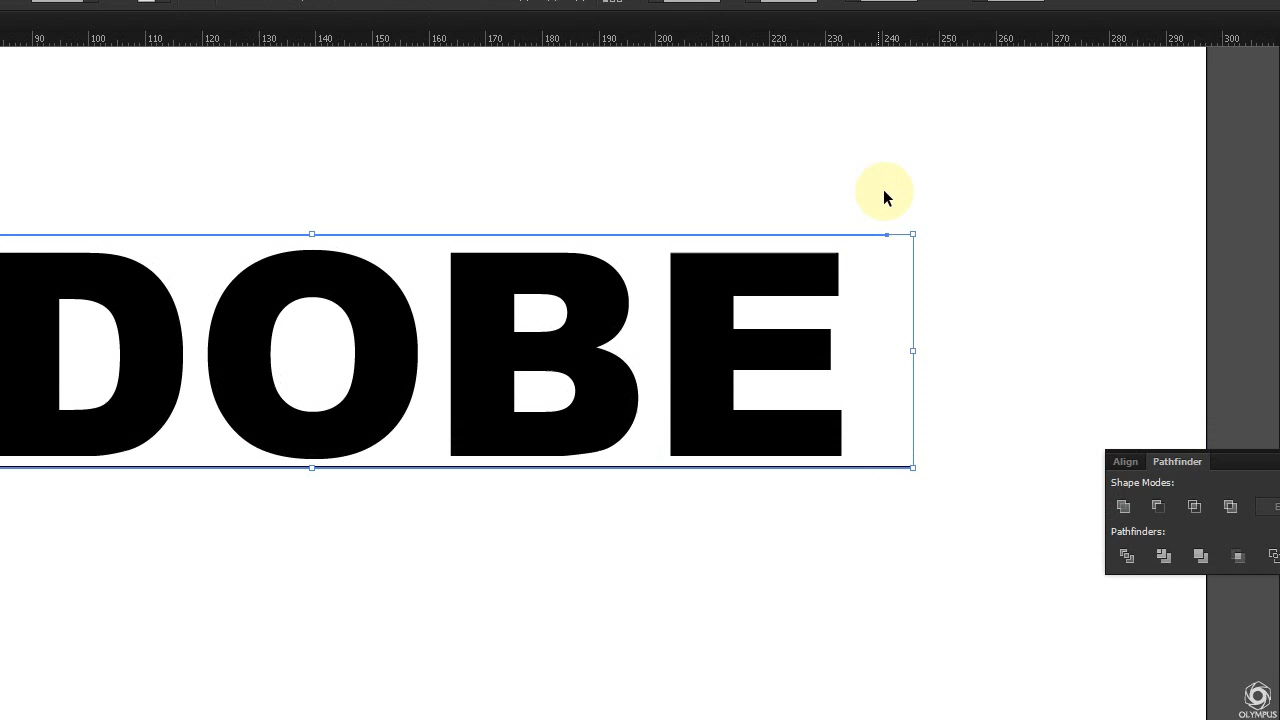 90 100 110 120 130 140 150 160 170 180 190 200 210 220 230 240 250 260 270 280 290 300
DOBE
Align Pathfinder
Shape Modes:
Pathfinders:
OLYMPUS